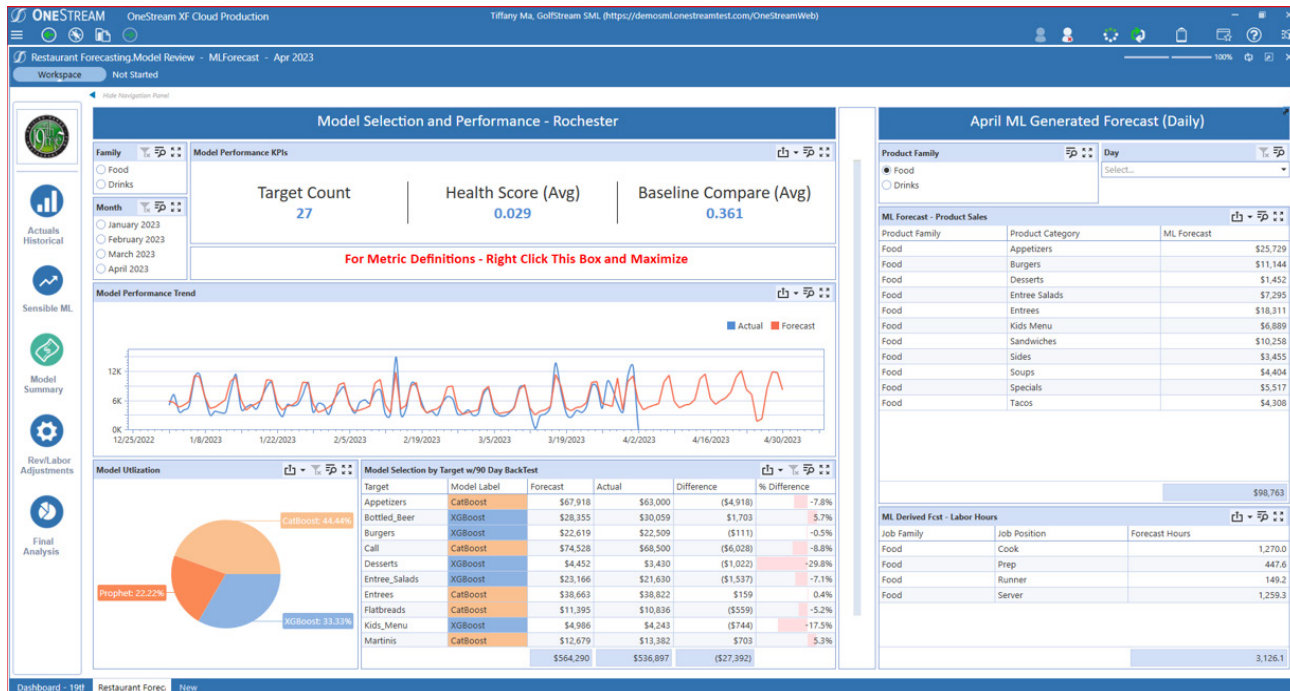 ONESTREAM OneStream XF Cloud Production Tiffany Ma, GolfStream SML (https://demosml.onestreamtest.com/OneStreamWeb)
Restaurant Forecasting.Model Review - MLForecast - Apr 2023 100%
Workspace Not Started
Hide Navigation Panel
Actuals Historical
Sensible ML
Model Summary
Rev/Labor Adjustments
Final Analysis
Model Selection and Performance - Rochester
Family
Food
Drinks
Month
January 2023
February 2023
March 2023
April 2023
Model Performance KPIs
Target Count Health Score (Avg) Baseline Compare (Avg)
27 0.029 0.361
For Metric Definitions - Right Click This Box and Maximize
Model Performance Trend
Actual Forecast
12K
6K
0K
12/25/2022 1/8/2023 1/22/2023 2/5/2023 2/19/2023 3/5/2023 3/19/2023 4/2/2023 4/16/2023 4/30/2023
Model Utlization
CatBoost: 44.44%
Prophet: 22.22%
XGBoost: 33.33%
Model Selection by Target w/90 Day BackTest
Target Model Label Forecast Actual Difference % Difference
Appetizers CatBoost $67,918 $63,000 ($4,918) -7.8%
Bottled_Beer XGBoost $28,355 $30,059 $1,703 5.7%
Burgers XGBoost $22,619 $22,509 ($111) -0.5%
Call CatBoost $74,528 $68,500 ($6,028) -8.8%
Desserts XGBoost $4,452 $3,430 ($1,022) -29.8%
Entree_Salads XGBoost $23,166 $21,630 ($1,537) -7.1%
Entrees CatBoost $38,663 $38,822 $159 0.4%
Flatbreads CatBoost $11,395 $10,836 ($559) -5.2%
Kids_Menu XGBoost $4,986 $4,243 ($744) -17.5%
Martinis CatBoost $12,679 $13,382 $703 5.3%
$564,290 $536,897 ($27,392)
April ML Generated Forecast (Daily)
Product Family
Food
Drinks
Day
Select...
ML Forecast - Product Sales
Product Family Product Category ML Forecast
Food Appetizers $25,729
Food Burgers $11,144
Food Desserts $1,452
Food Entree Salads $7,295
Food Entrees $18,311
Food Kids Menu $6,889
Food Sandwiches $10,258
Food Sides $3,455
Food Soups $4,404
Food Specials $5,517
Food Tacos $4,308
$98,763
ML Derived Fcst - Labor Hours
Job Family Job Position Forecast Hours
Food Cook 1,270.0
Food Prep 447.6
Food Runner 149.2
Food Server 1,259.3
3,126.1
Dashboard - 19th Restaurant Forec New